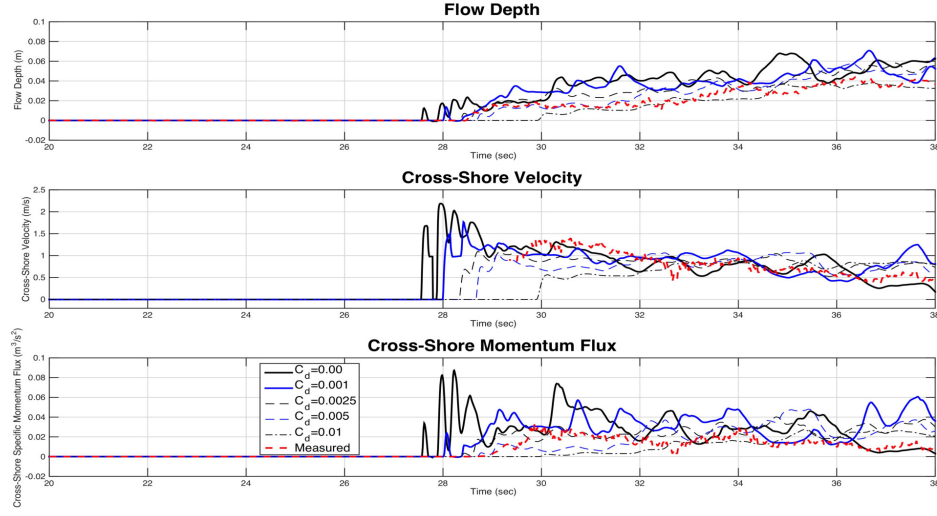 Flow Depth
Flow Depth (m)
0.1
0.08
0.06
0.04
0.02
0
-0.02
20 22 24 26 28 30 32 34 36 38
Time (sec)
Cross-Shore Velocity
Cross-Shore Velocity (m/s)
2.5
2
1.5
1
0.5
0
20 22 24 26 28 30 32 34 36 38
Time (sec)
Cross-Shore Momentum Flux
Cross-Shore Specific Momentum Flux (m³/s²)
0.1
0.08
0.06
0.04
0.02
0
-0.02
C_d=0.00
C_d=0.001
C_d=0.0025
C_d=0.005
C_d=0.01
Measured
20 22 24 26 28 30 32 34 36 38
Time (sec)